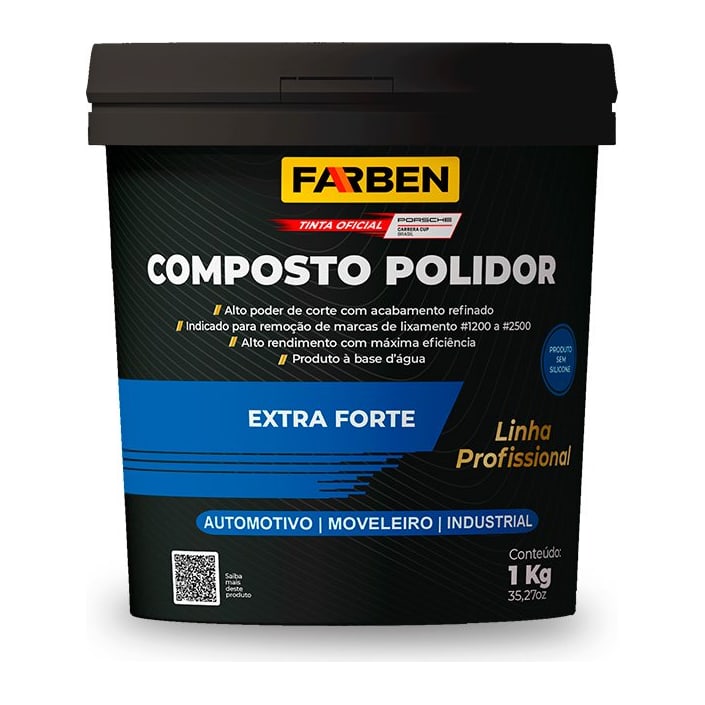 FARBEN
TINTA OFICIAL
PORSCHE
CARRERA CUP
BRASIL
COMPOSTO POLIDOR
Alto poder de corte com acabamento refinado
Indicado para remoção de marcas de lixamento #1200 a #2500
Alto rendimento com máxima eficiência
Produto à base d'água
PRODUTO
SEM
SILICONE
EXTRA FORTE
Linha
Profissional
AUTOMOTIVO | MOVELEIRO | INDUSTRIAL
Saiba
mais
deste
produto
Conteúdo:
1 Kg
35,27oz